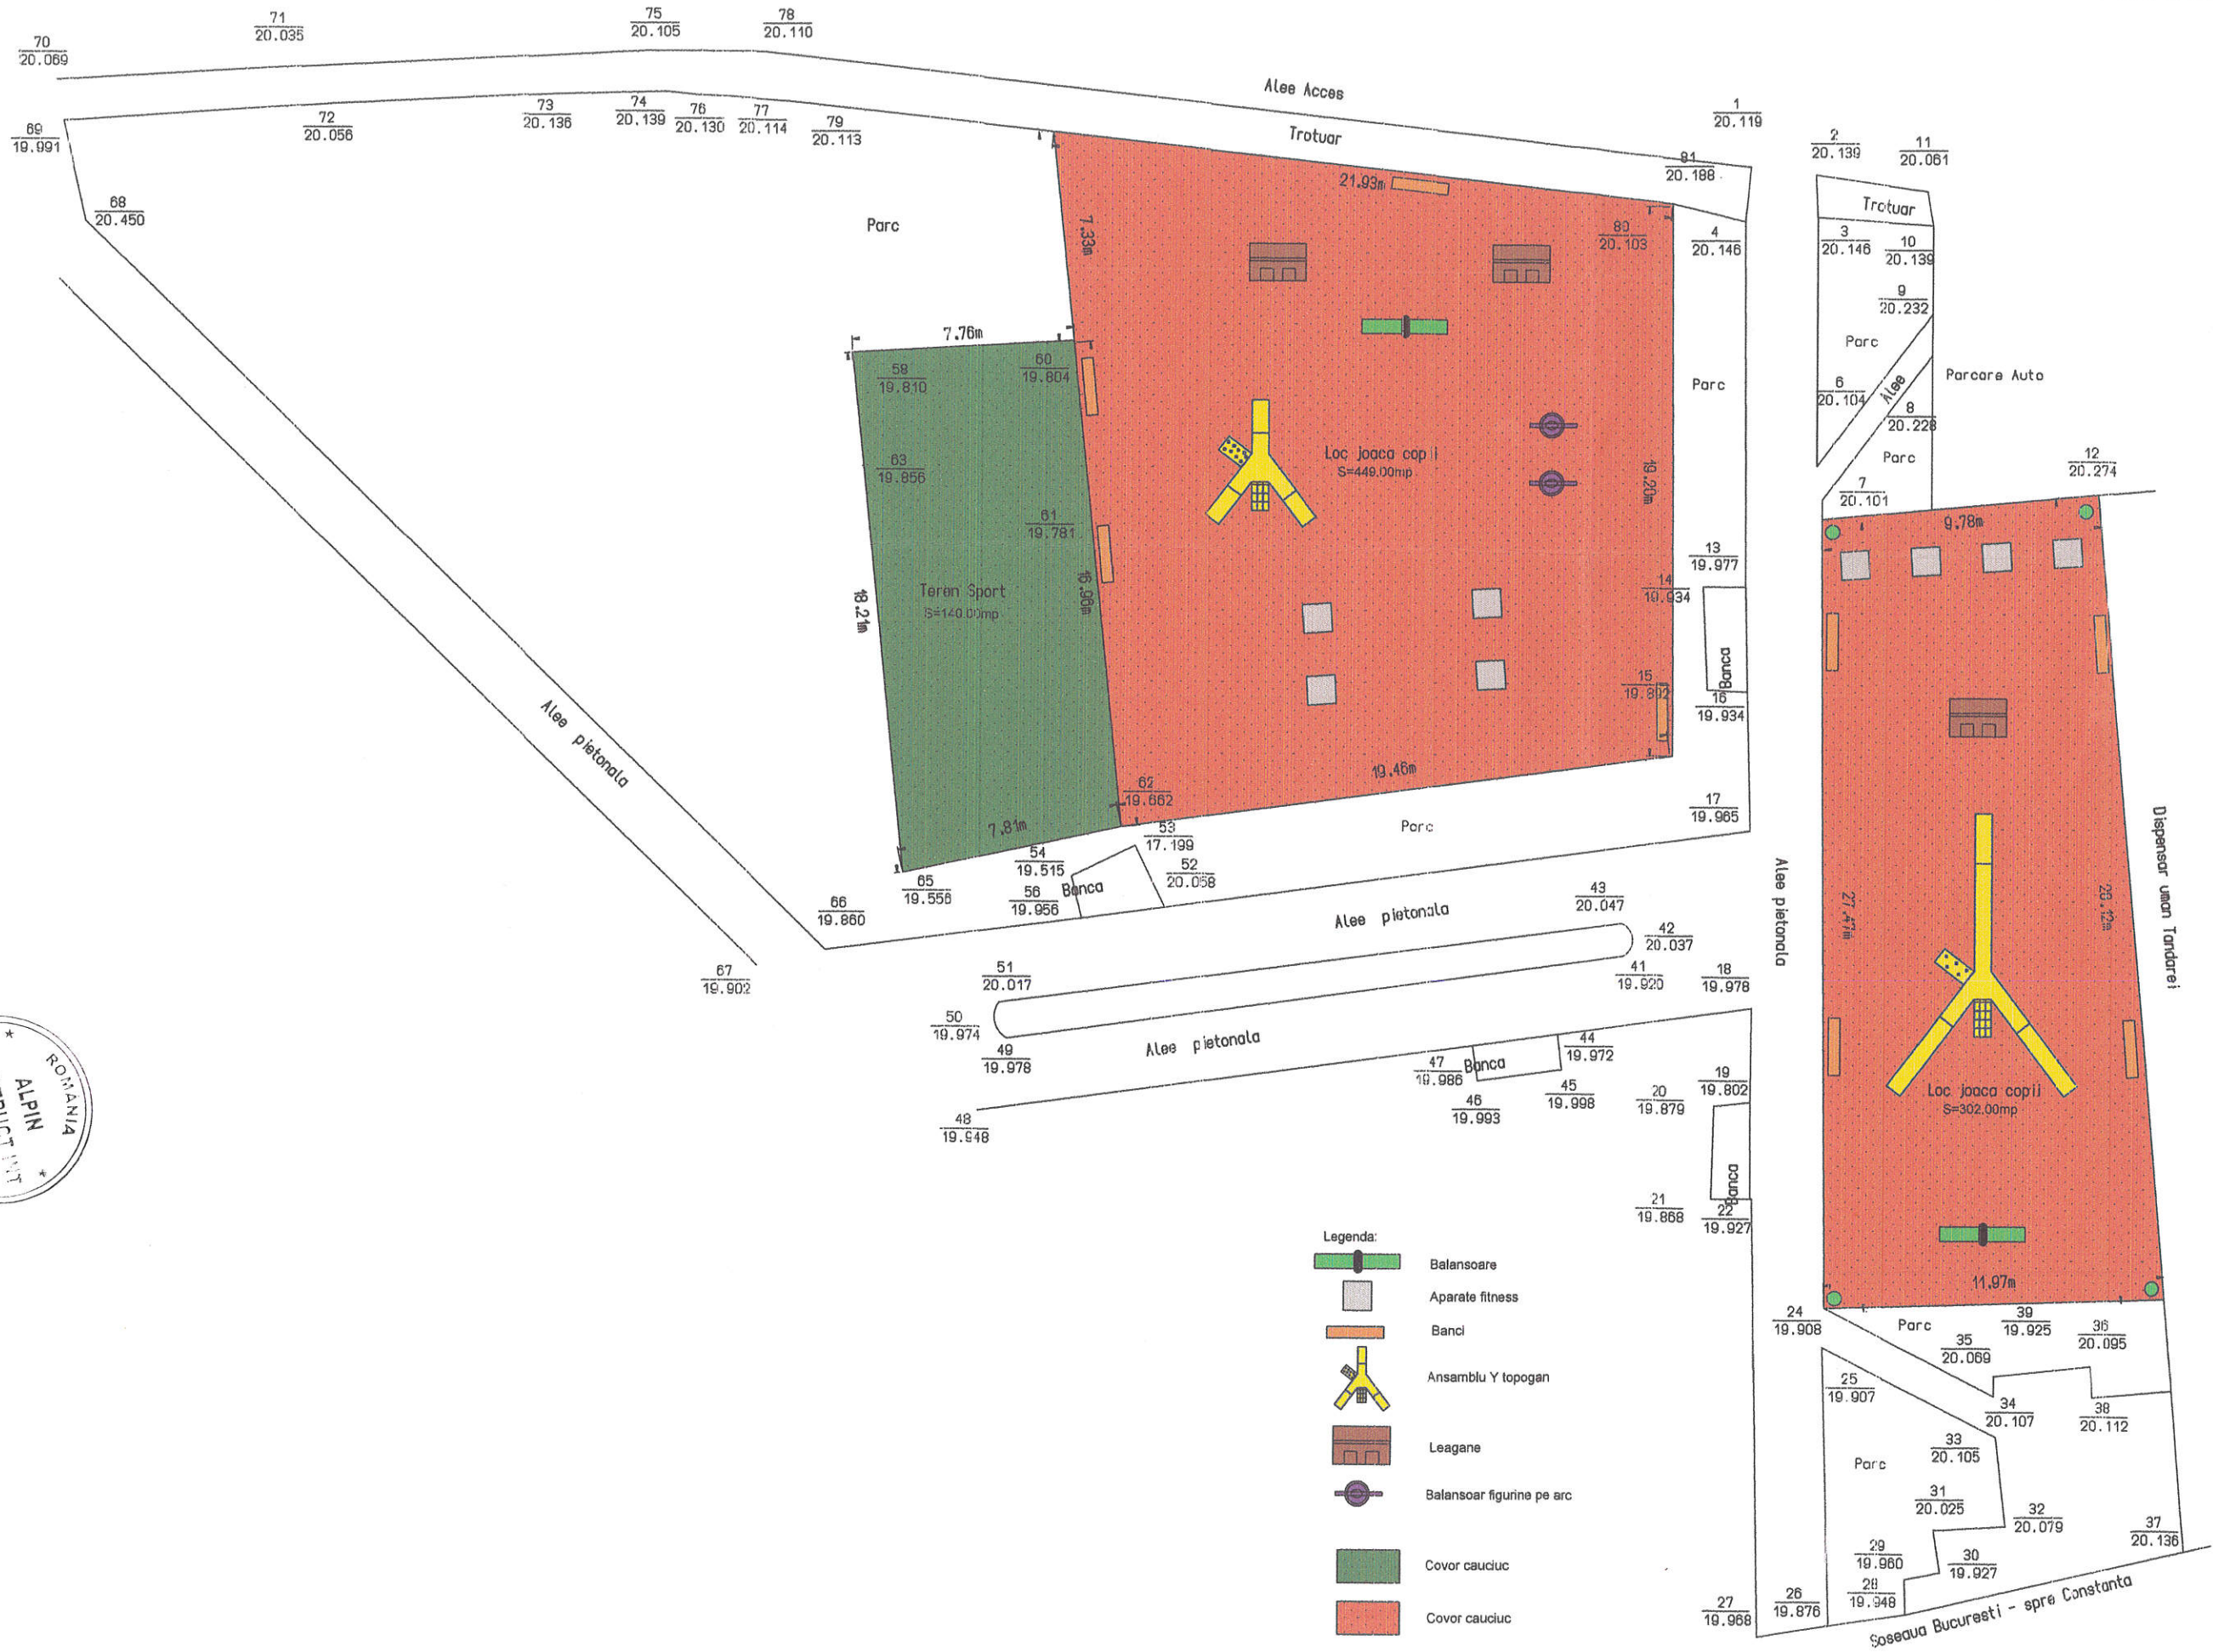 70
20.069
71
20.035
75
20.105
78
20.110
69
19.991
72
20.056
73
20.136
74
20.139
76
20.130
77
20.114
79
20.113
Alee Acces
Trotuar
1
20.119
2
20.139
11
20.061
81
20.188
68
20.450
Parc
21.93m
7.33m
80
20.103
4
20.146
Trotuar
3
20.146
10
20.139
9
20.232
Parc
6
20.104
Alee
Parcare Auto
8
20.228
Parc
7
20.101
12
20.274
7.76m
58
19.810
60
19.804
63
19.856
61
19.781
Teren Sport
S=140.00mp
18.21m
16.96m
Loc joaca copii
S=449.00mp
19.20m
Parc
13
19.977
14
19.934
15
19.892
Banca
16
19.934
17
19.965
9.78m
Alee pietonala
62
19.662
19.46m
7.81m
53
17.199
Parc
54
19.515
52
20.058
56
19.956
Banca
65
19.556
66
19.860
67
19.902
Alee pietonala
43
20.047
42
20.037
41
19.920
18
19.978
51
20.017
50
19.974
49
19.978
Alee pietonala
48
19.948
47
19.986
Banca
44
19.972
45
19.998
46
19.993
20
19.879
19
19.802
Banca
21
19.868
22
19.927
Alee pietonala
27.47m
Dispensar uman Tandarei
Loc joaca copii
S=302.00mp
11.97m
24
19.908
Parc
39
19.925
36
20.095
35
20.069
25
19.907
34
20.107
38
20.112
33
20.105
Parc
31
20.025
32
20.079
37
20.136
29
19.960
30
19.927
28
19.948
26
19.876
27
19.968
Soseaua Bucuresti - spre Constanta
ROMANIA
ALPIN
Legenda:
Balansoare
Aparate fitness
Banci
Ansamblu Y topogan
Leagane
Balansoar figurine pe arc
Covor cauciuc
Covor cauciuc